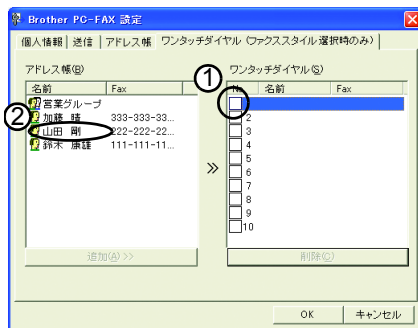 Brother PC-FAX 設定
個人情報 送信 アドレス帳 ワンタッチダイヤル (ファクススタイル選択時のみ)
アドレス帳(B)
名前 Fax
営業グループ
加藤 晴 333-333-33...
山田 剛 222-222-22...
鈴木 康雄 111-111-11...
追加(A) >>
②
»
①
ワンタッチダイヤル(S)
No. 名前 Fax
2
3
4
5
6
7
8
9
10
削除(C)
OK キャンセル